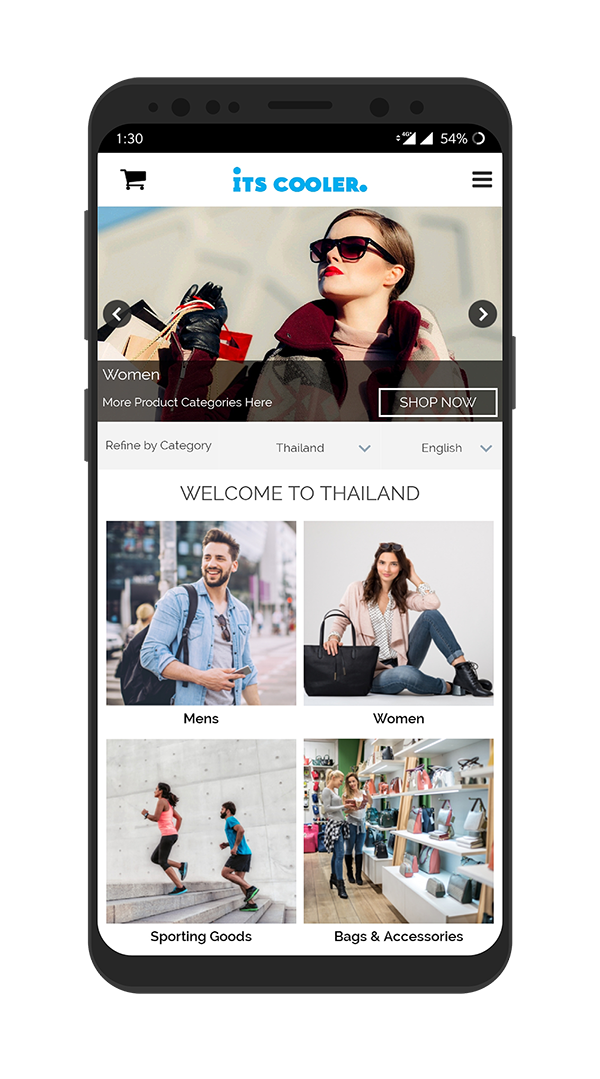 1:30
4G+
54%
iTS COOLER.
Women
More Product Categories Here
SHOP NOW
Refine by Category
Thailand
English
WELCOME TO THAILAND
Mens
Women
Sporting Goods
Bags & Accessories